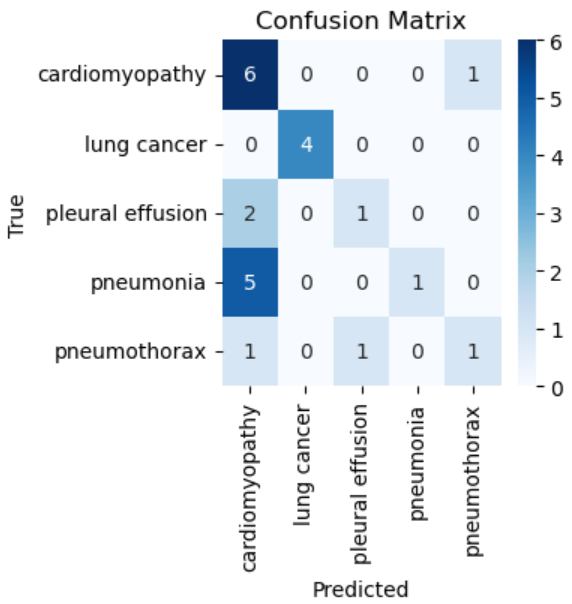 Confusion Matrix
True
cardiomyopathy 6 0 0 0 1
lung cancer 0 4 0 0 0
pleural effusion 2 0 1 0 0
pneumonia 5 0 0 1 0
pneumothorax 1 0 1 0 1
cardiomyopathy
lung cancer
pleural effusion
pneumonia
pneumothorax
Predicted
6
5
4
3
2
1
0